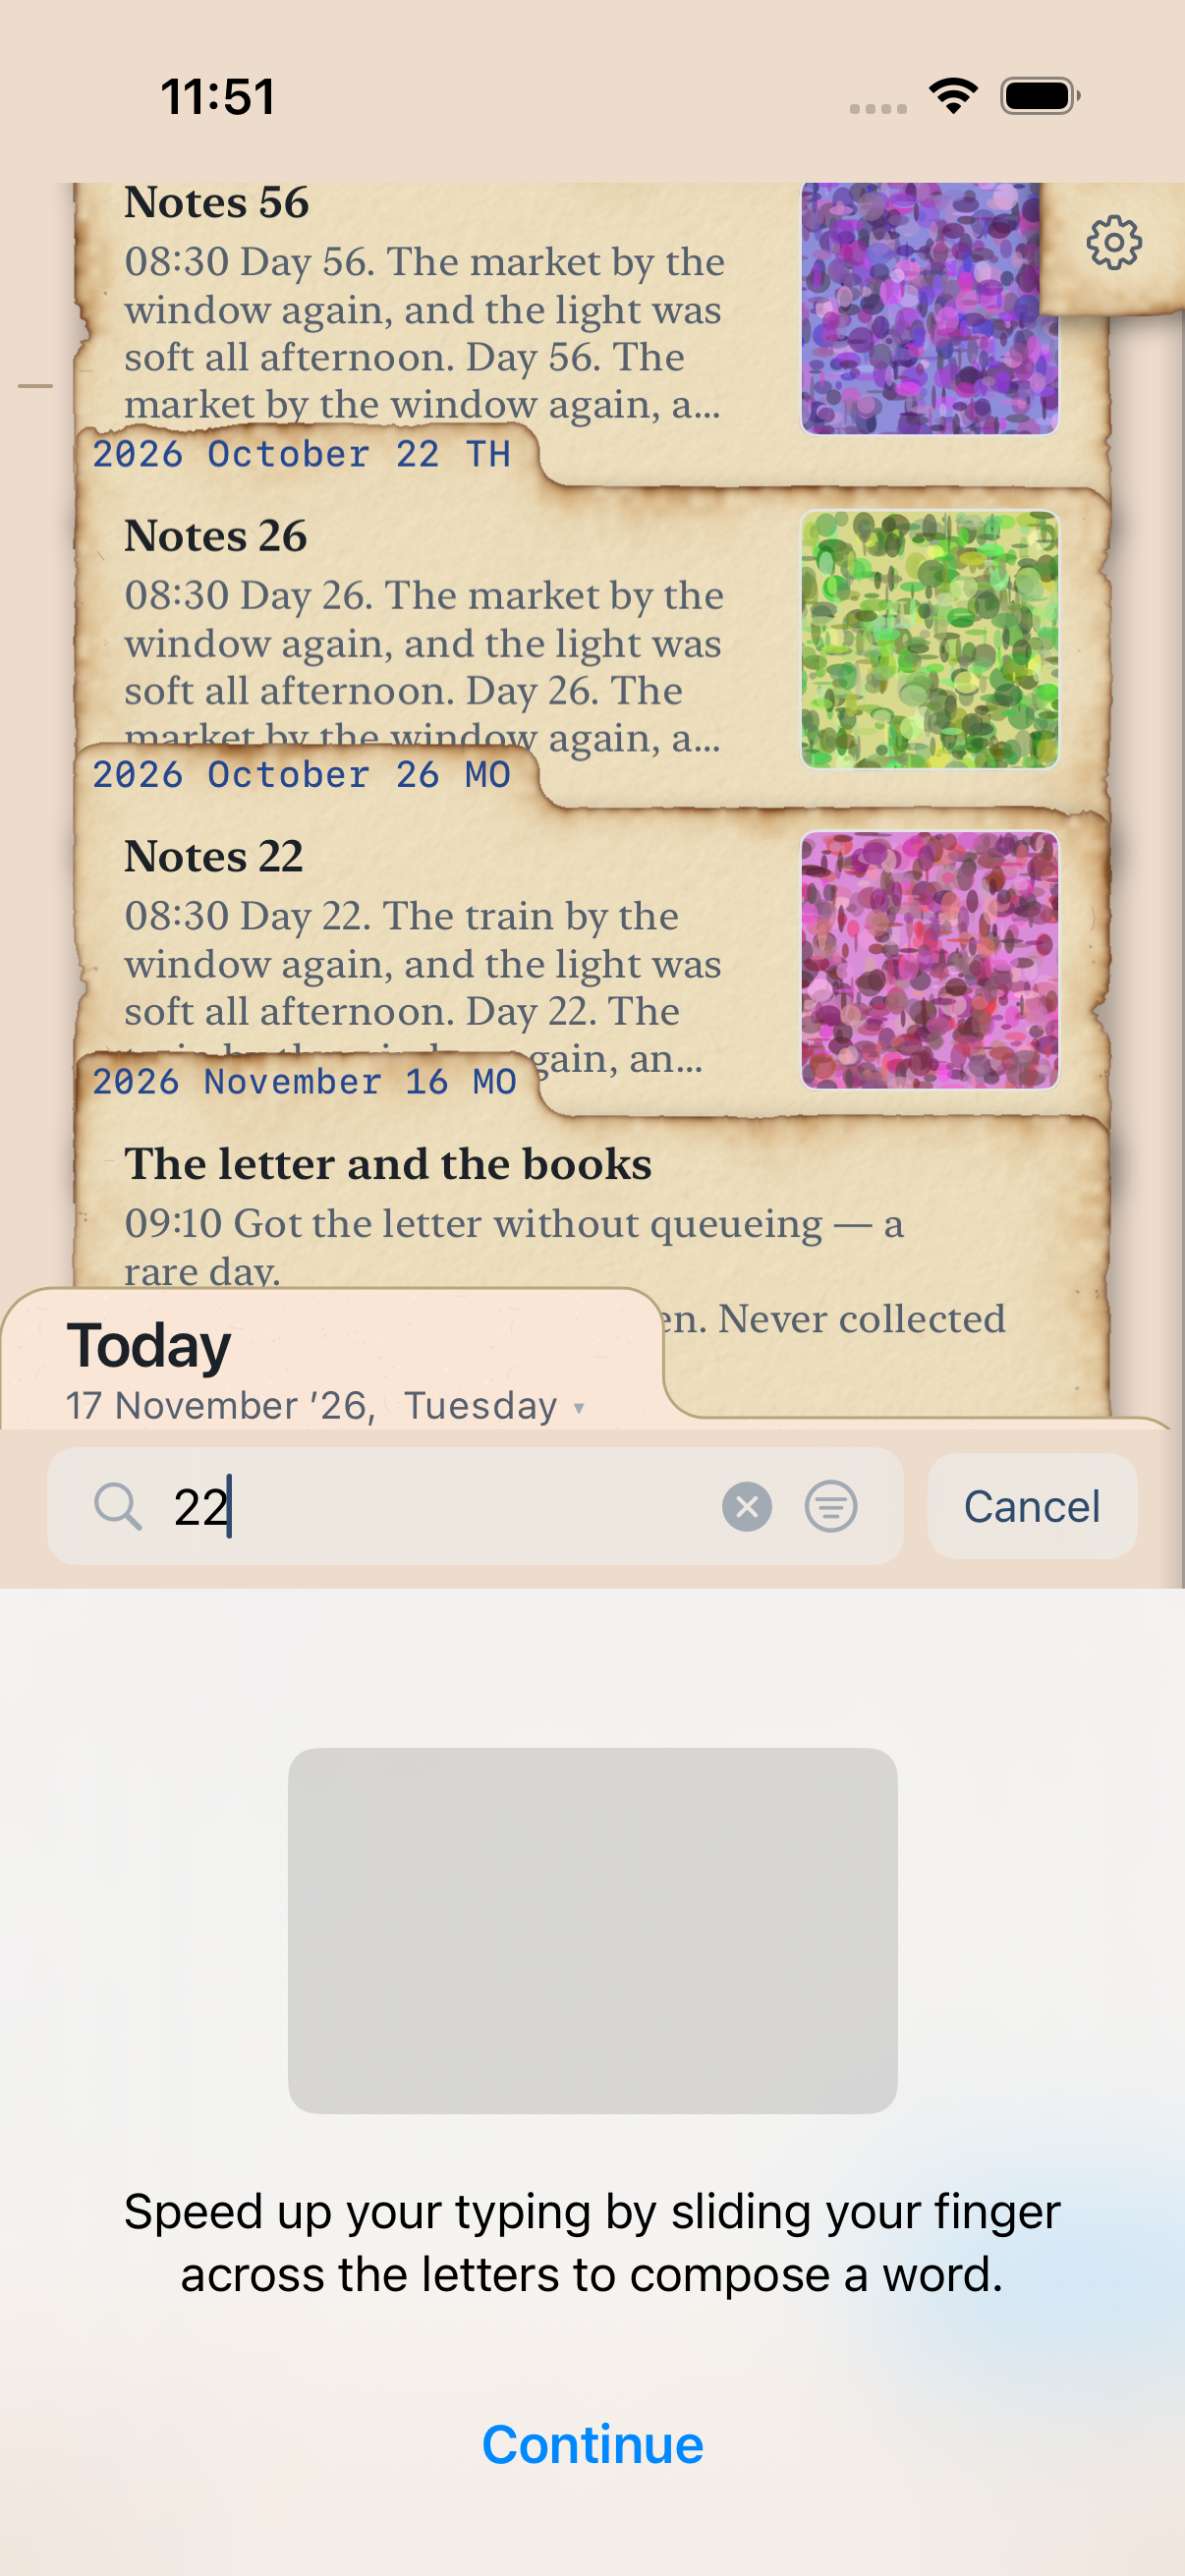 11:51
Notes 56
08:30 Day 56. The market by the
window again, and the light was
soft all afternoon. Day 56. The
market by the window again, a...
2026 October 22 TH
Notes 26
08:30 Day 26. The market by the
window again, and the light was
soft all afternoon. Day 26. The
market by the window again, a...
2026 October 26 MO
Notes 22
08:30 Day 22. The train by the
window again, and the light was
soft all afternoon. Day 22. The
train by the window again, an...
2026 November 16 MO
The letter and the books
09:10 Got the letter without queueing — a
rare day.
Never collected
Today
17 November ’26, Tuesday ▾
22
Cancel
Speed up your typing by sliding your finger
across the letters to compose a word.
Continue